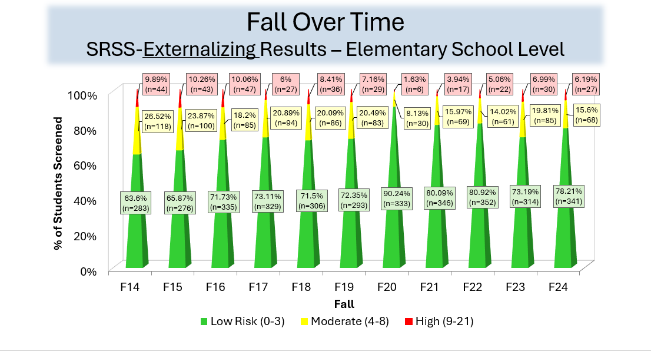 Fall Over Time
SRSS-Externalizing Results – Elementary School Level
% of Students Screened
100%
80%
60%
40%
20%
0%
9.89%
(n=44)
10.26%
(n=43)
10.06%
(n=47)
6%
(n=27)
8.41%
(n=36)
7.16%
(n=29)
1.63%
(n=6)
3.94%
(n=17)
5.06%
(n=22)
6.99%
(n=30)
6.19%
(n=27)
26.52%
(n=118)
23.87%
(n=100)
18.2%
(n=85)
20.89%
(n=94)
20.09%
(n=86)
20.49%
(n=83)
8.13%
(n=30)
15.97%
(n=69)
14.02%
(n=61)
19.81%
(n=85)
15.6%
(n=68)
63.6%
(n=283)
65.87%
(n=276)
71.73%
(n=335)
73.11%
(n=329)
71.5%
(n=306)
72.35%
(n=293)
90.24%
(n=333)
80.09%
(n=346)
80.92%
(n=352)
73.19%
(n=314)
78.21%
(n=341)
F14 F15 F16 F17 F18 F19 F20 F21 F22 F23 F24
Fall
Low Risk (0-3) Moderate (4-8) High (9-21)